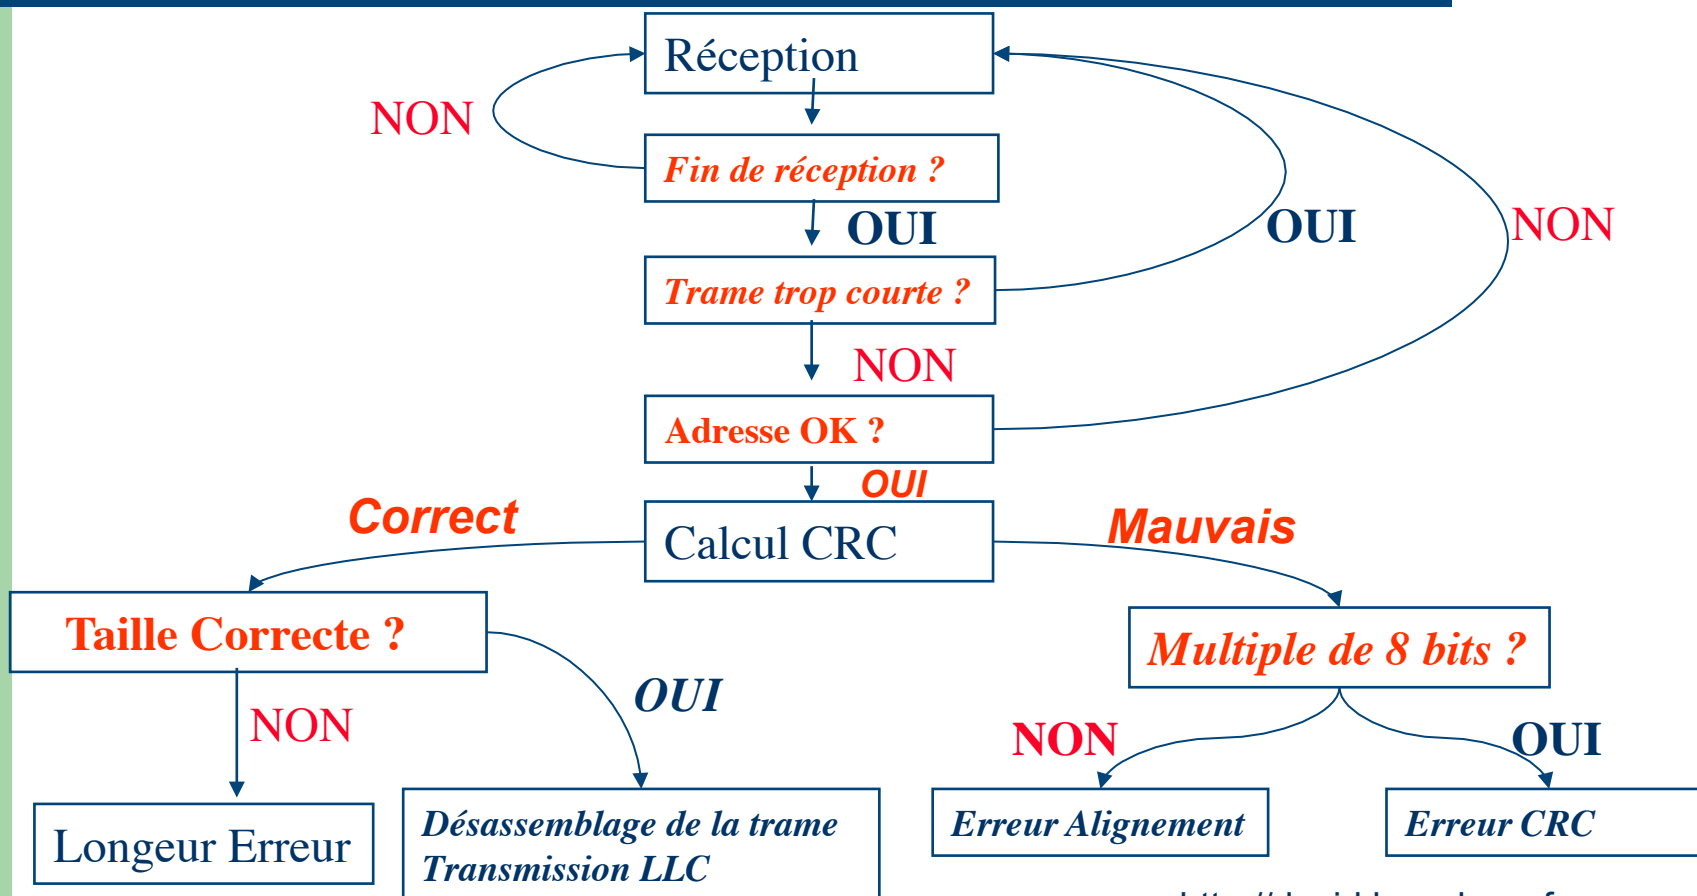 Réception
NON
Fin de réception ?
OUI
OUI
NON
Trame trop courte ?
NON
Adresse OK ?
OUI
Correct
Calcul CRC
Mauvais
Taille Correcte ?
Multiple de 8 bits ?
OUI
NON
NON
OUI
Longeur Erreur
Désassemblage de la trame
Transmission LLC
Erreur Alignement
Erreur CRC